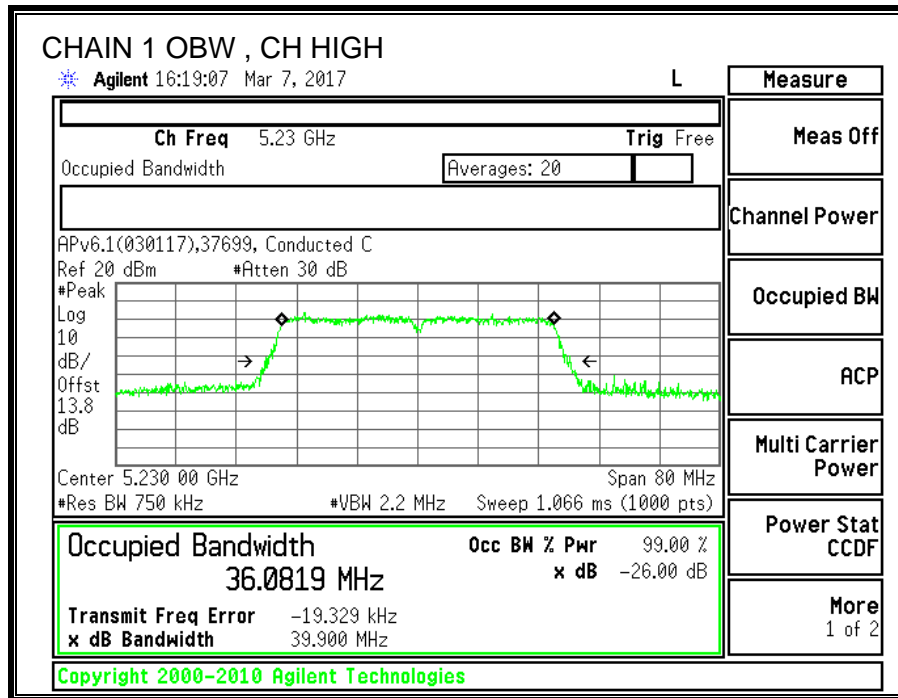 CHAIN 1 OBW , CH HIGH
Agilent 16:19:07 Mar 7, 2017 L
Measure
Ch Freq 5.23 GHz Trig Free
Occupied Bandwidth Averages: 20
Meas Off
Channel Power
Occupied BW
ACP
Multi Carrier
Power
Power Stat
CCDF
More
1 of 2
APv6.1(030117),37699, Conducted C
Ref 20 dBm #Atten 30 dB
#Peak
Log
10
dB/
Offst
13.8
dB
Center 5.230 00 GHz Span 80 MHz
#Res BW 750 kHz #VBW 2.2 MHz Sweep 1.066 ms (1000 pts)
Occupied Bandwidth Occ BW % Pwr 99.00 %
36.0819 MHz x dB -26.00 dB
Transmit Freq Error -19.329 kHz
x dB Bandwidth 39.900 MHz
Copyright 2000-2010 Agilent Technologies